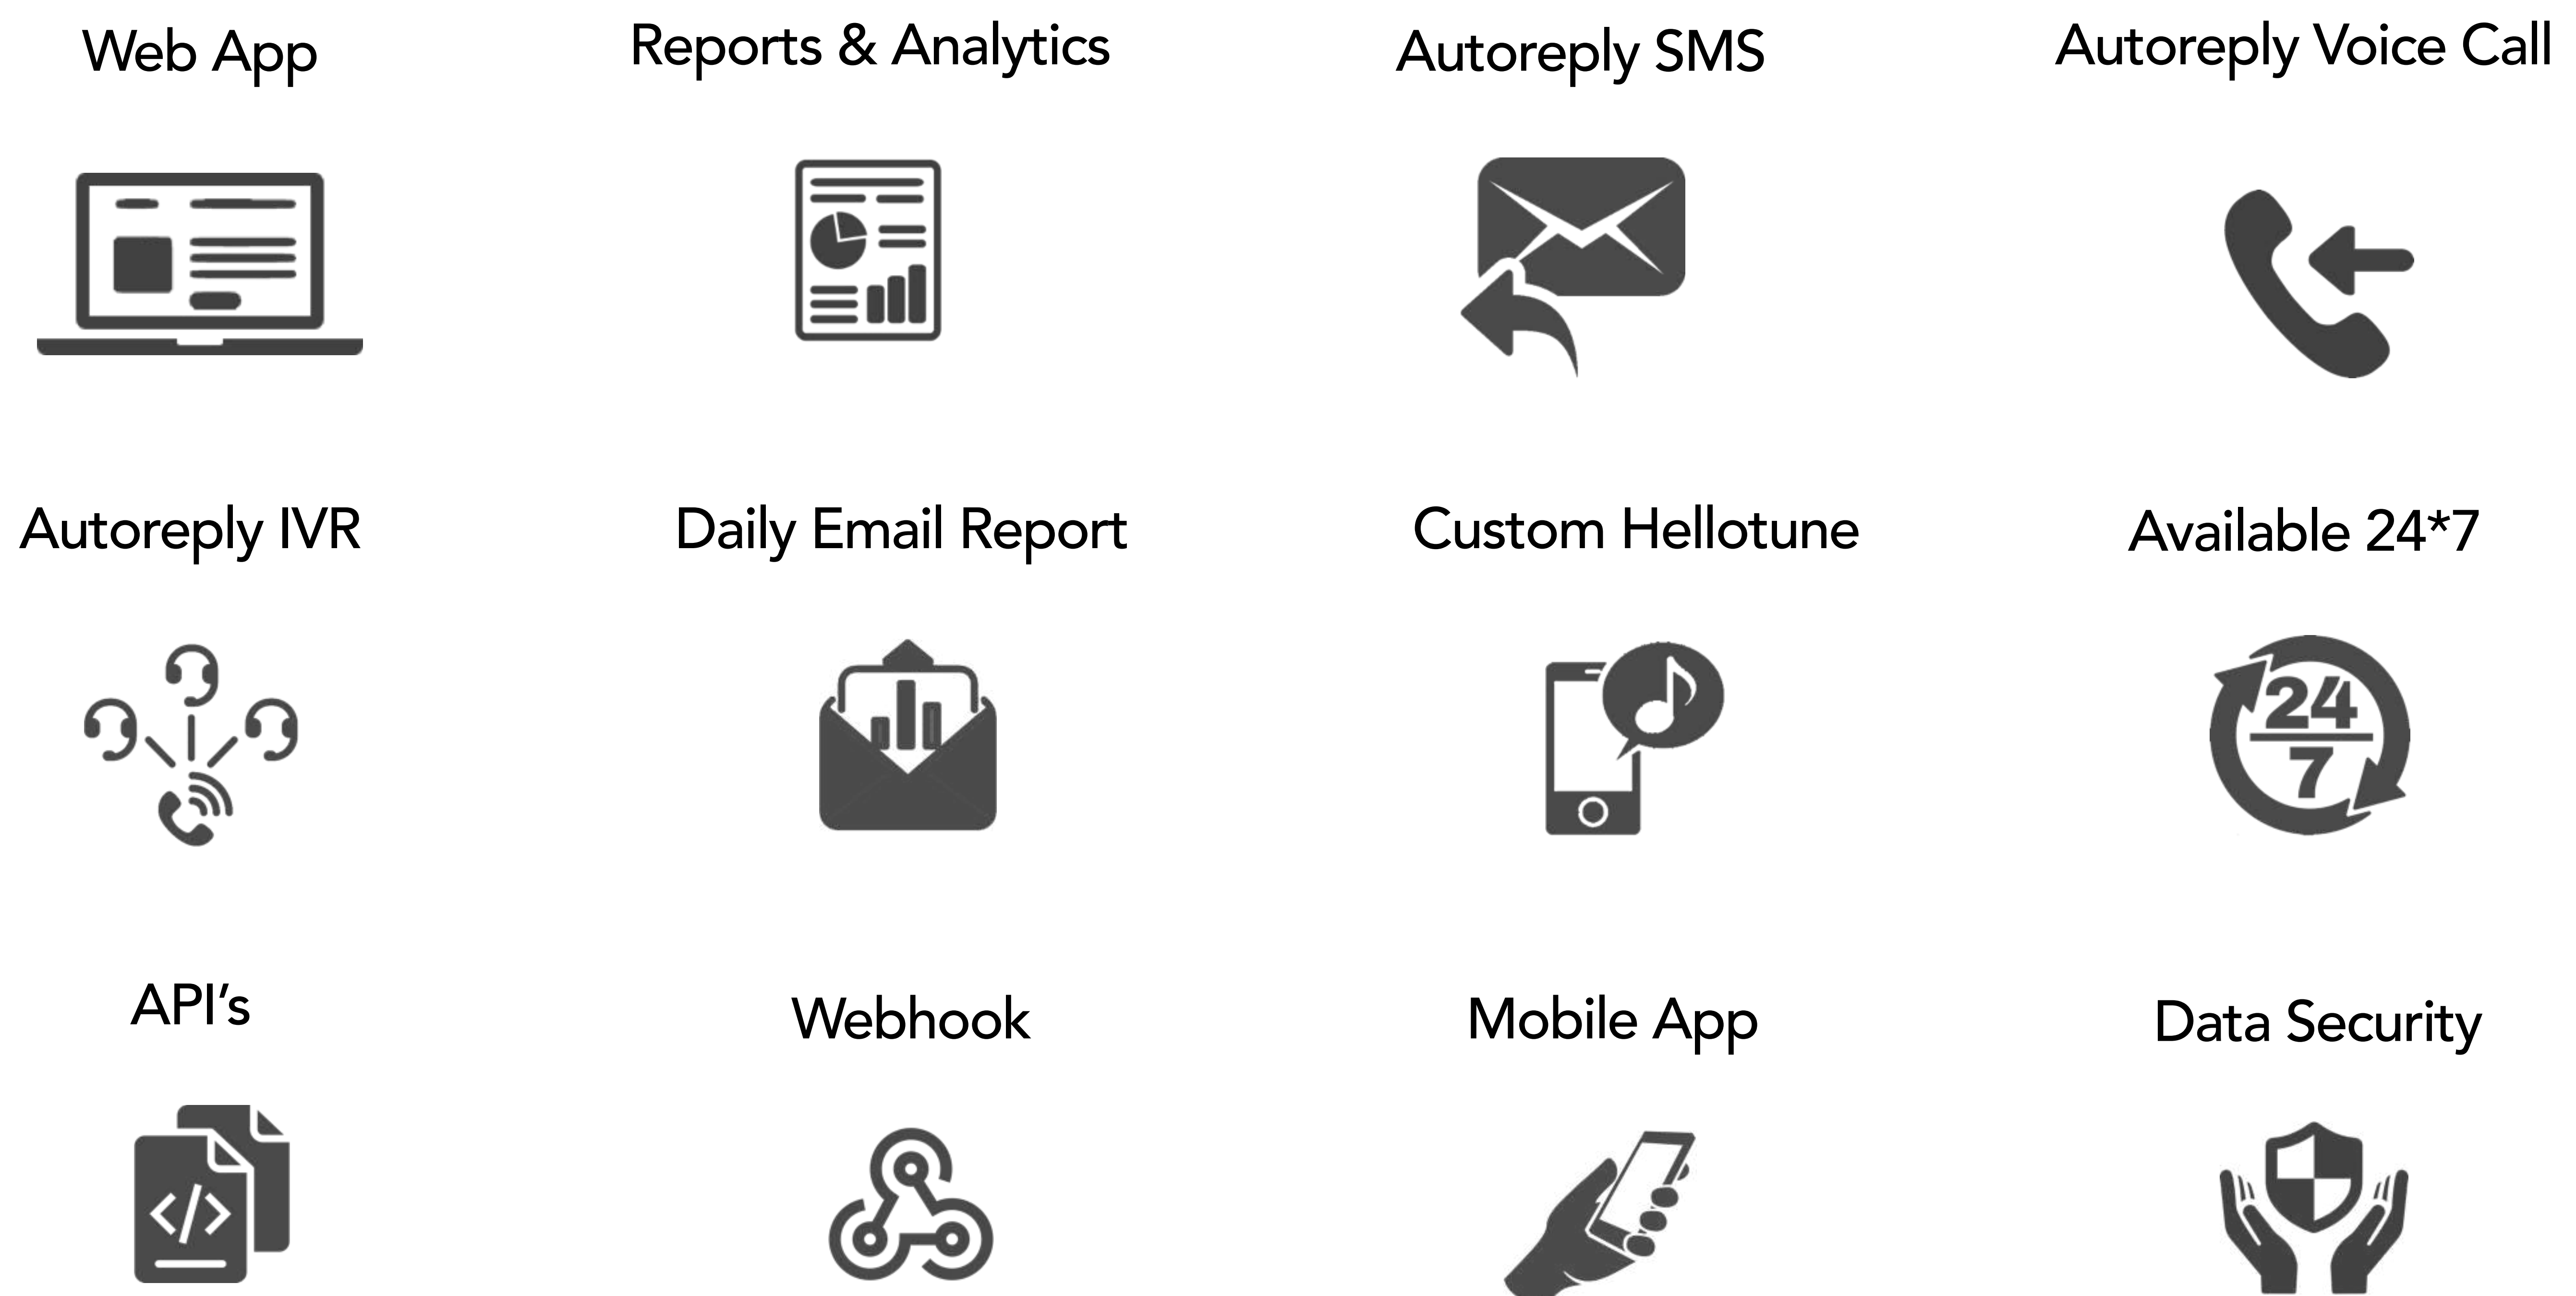 Web App
Reports & Analytics
Autoreply SMS
Autoreply Voice Call
Autoreply IVR
Daily Email Report
Custom Hellotune
Available 24*7
24
7
API’s
Webhook
Mobile App
Data Security
</>